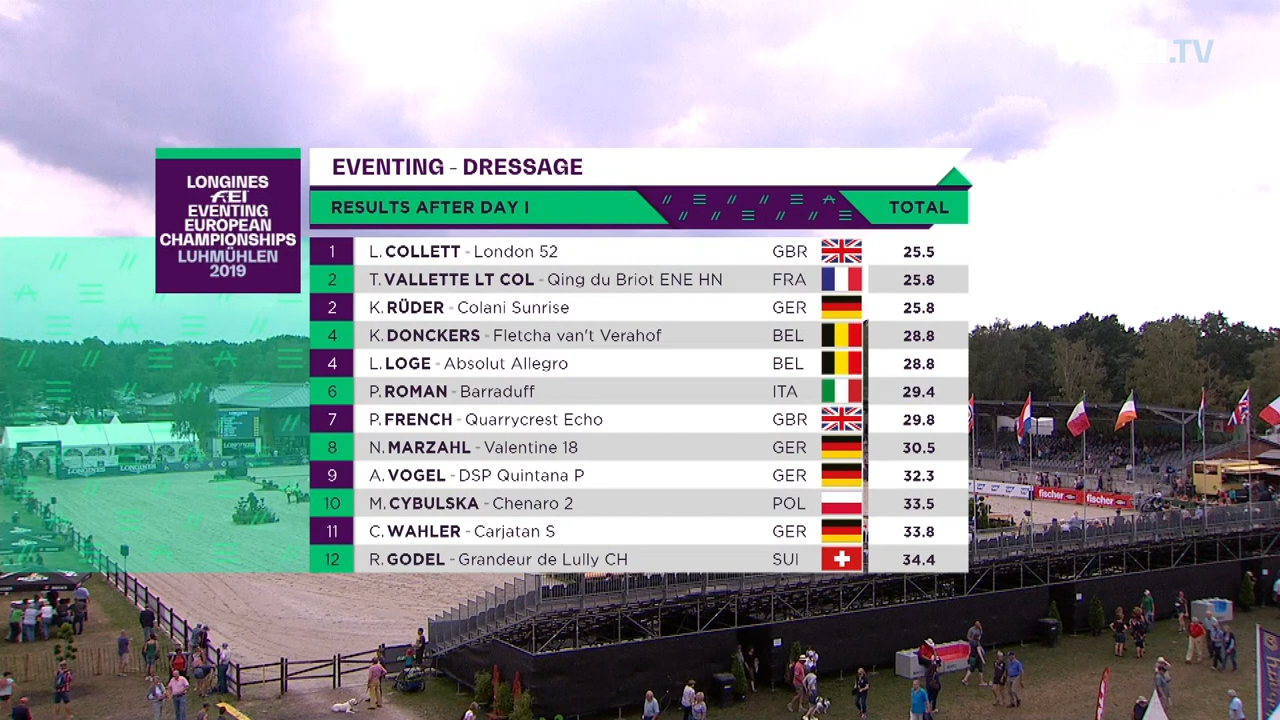 .TV
LONGINES
FEI
EVENTING
EUROPEAN
CHAMPIONSHIPS
LUHMÜHLEN
2019
EVENTING - DRESSAGE
RESULTS AFTER DAY 1 TOTAL
1 L. COLLETT - London 52 GBR 25.5
2 T. VALLETTE LT COL - Qing du Briot ENE HN FRA 25.8
2 K. RÜDER - Colani Sunrise GER 25.8
4 K. DONCKERS - Fletcha van't Verahof BEL 28.8
4 L. LOGE - Absolut Allegro BEL 28.8
6 P. ROMAN - Barraduff ITA 29.4
7 P. FRENCH - Quarrycrest Echo GBR 29.8
8 N. MARZAHL - Valentine 18 GER 30.5
9 A. VOGEL - DSP Quintana P GER 32.3
10 M. CYBULSKA - Chenaro 2 POL 33.5
11 C. WAHLER - Carjatan S GER 33.8
12 R. GODEL - Grandeur de Lully CH SUI 34.4
LONGINES
fischer fischer